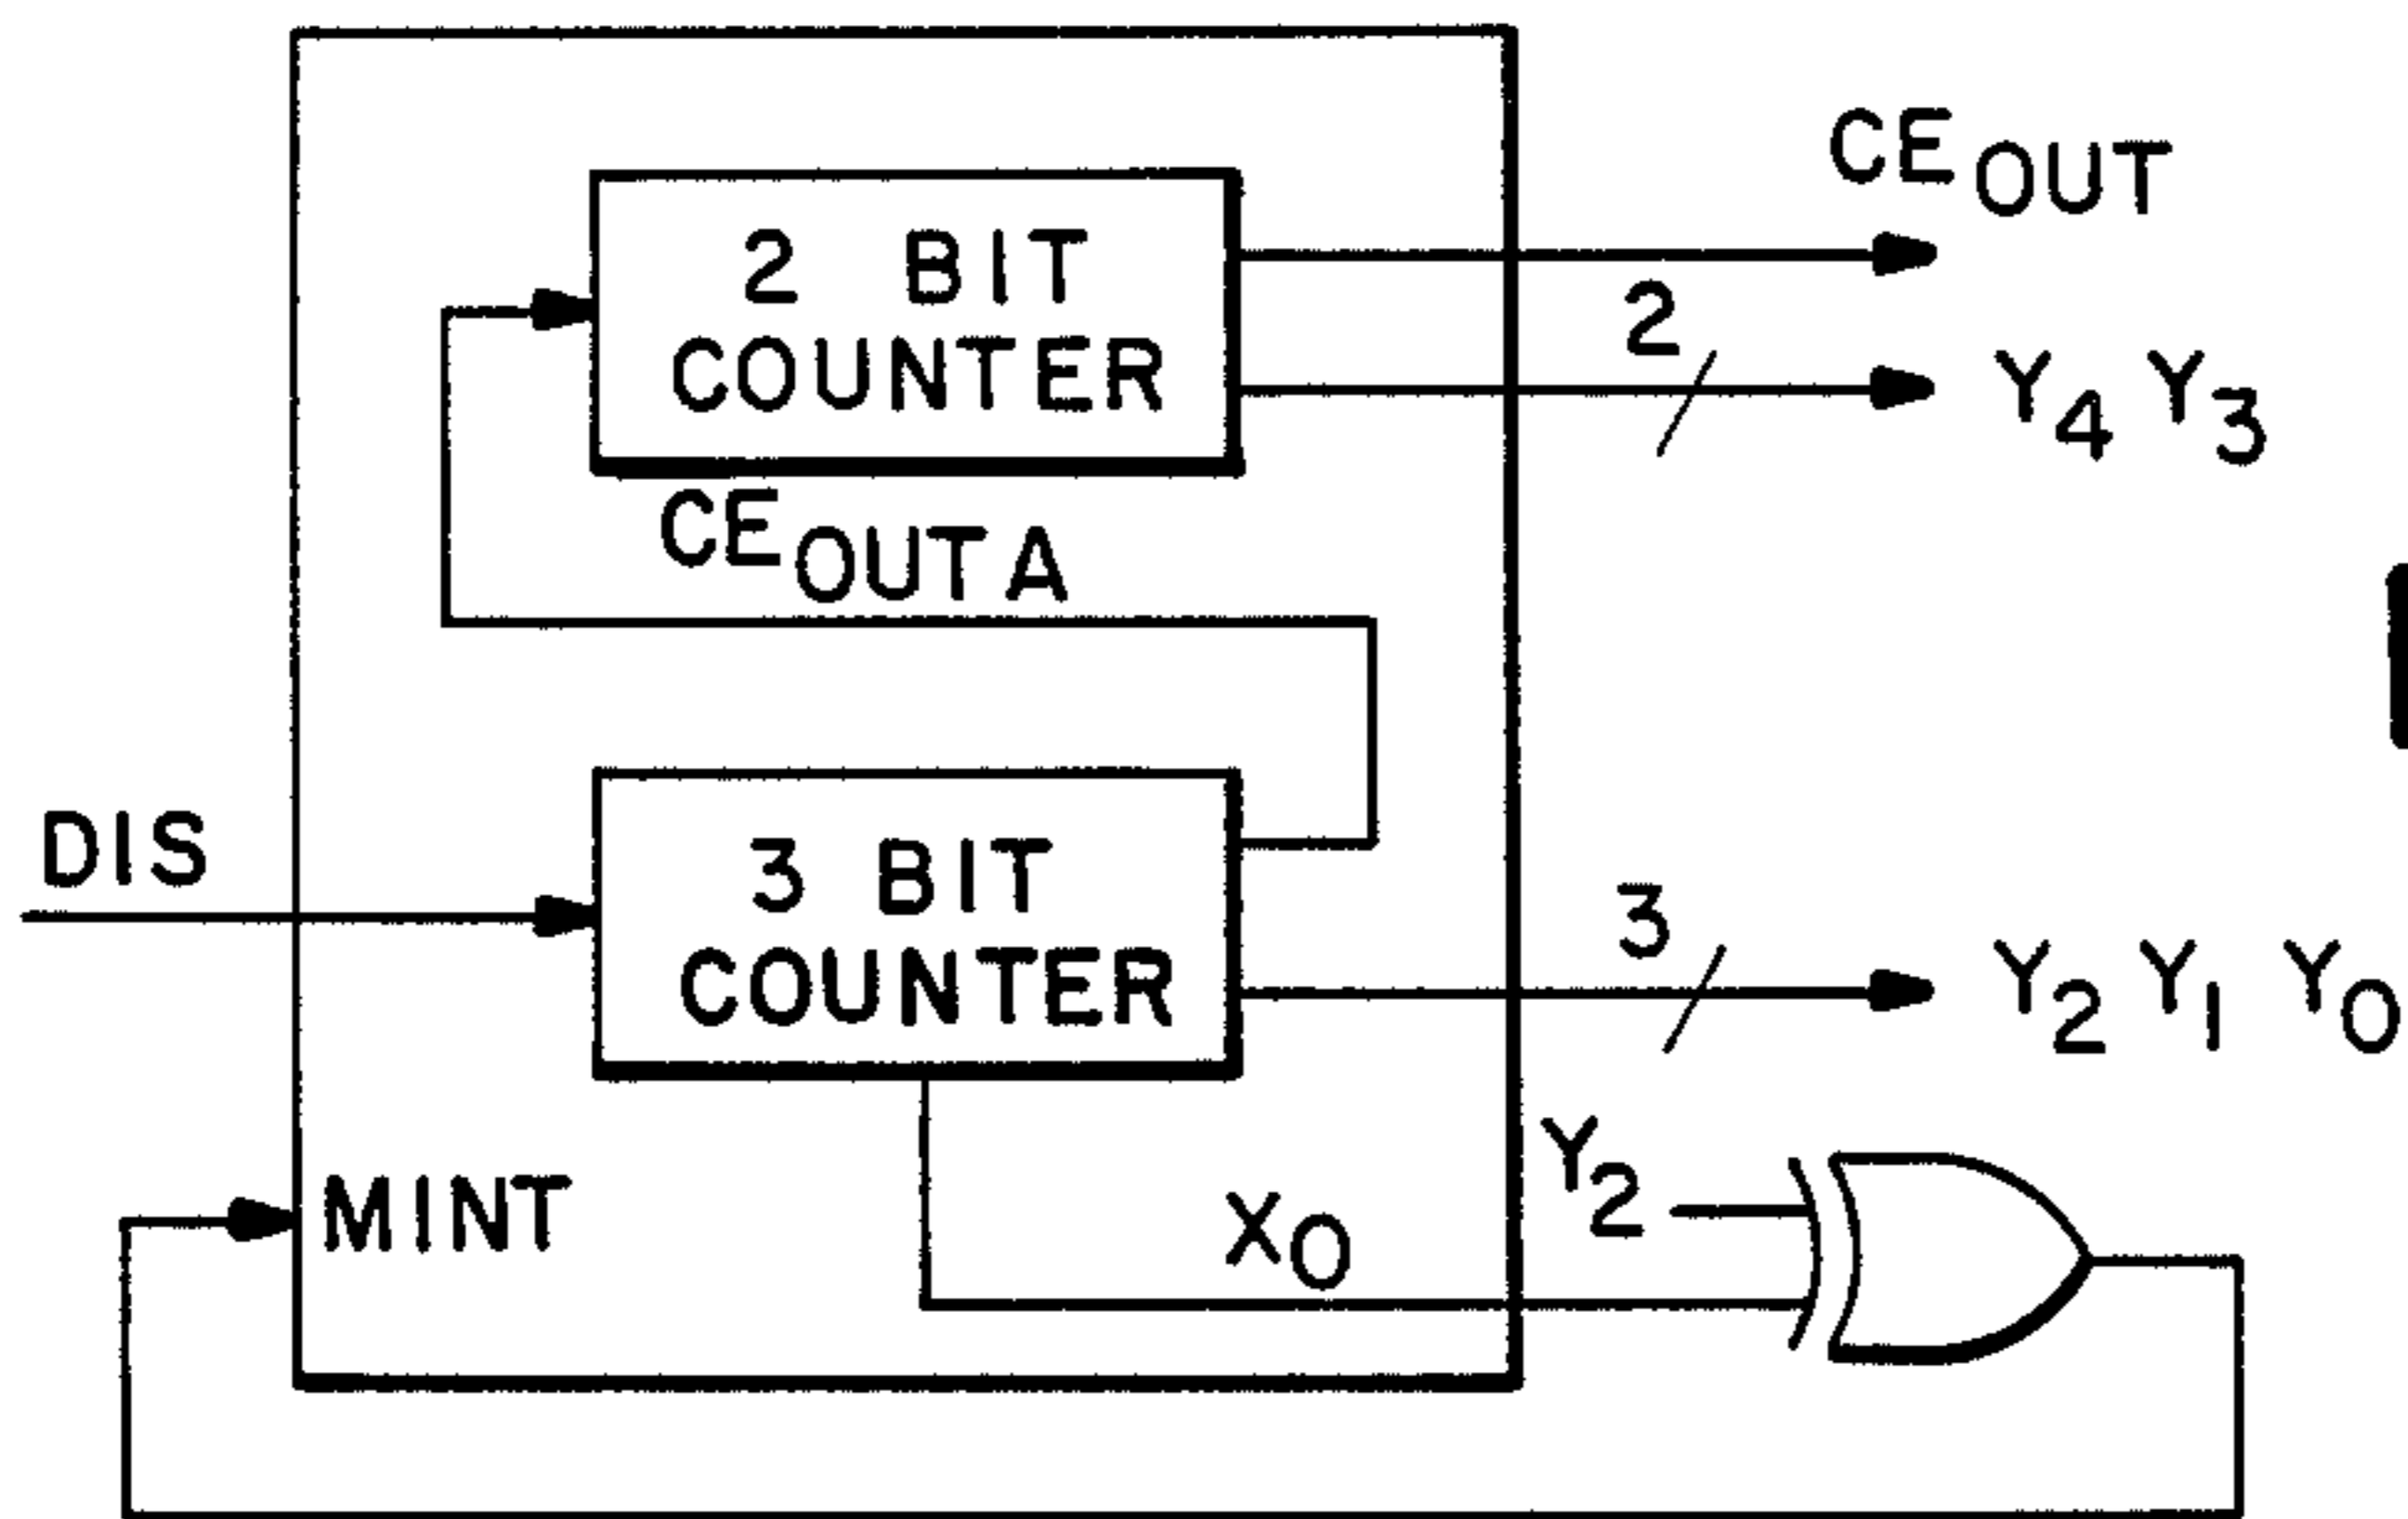 CE OUT
2 BIT
COUNTER
2
Y4 Y3
CE OUT A
DIS
3 BIT
COUNTER
3
Y2 Y1 Y0
MINT
X0
Y2